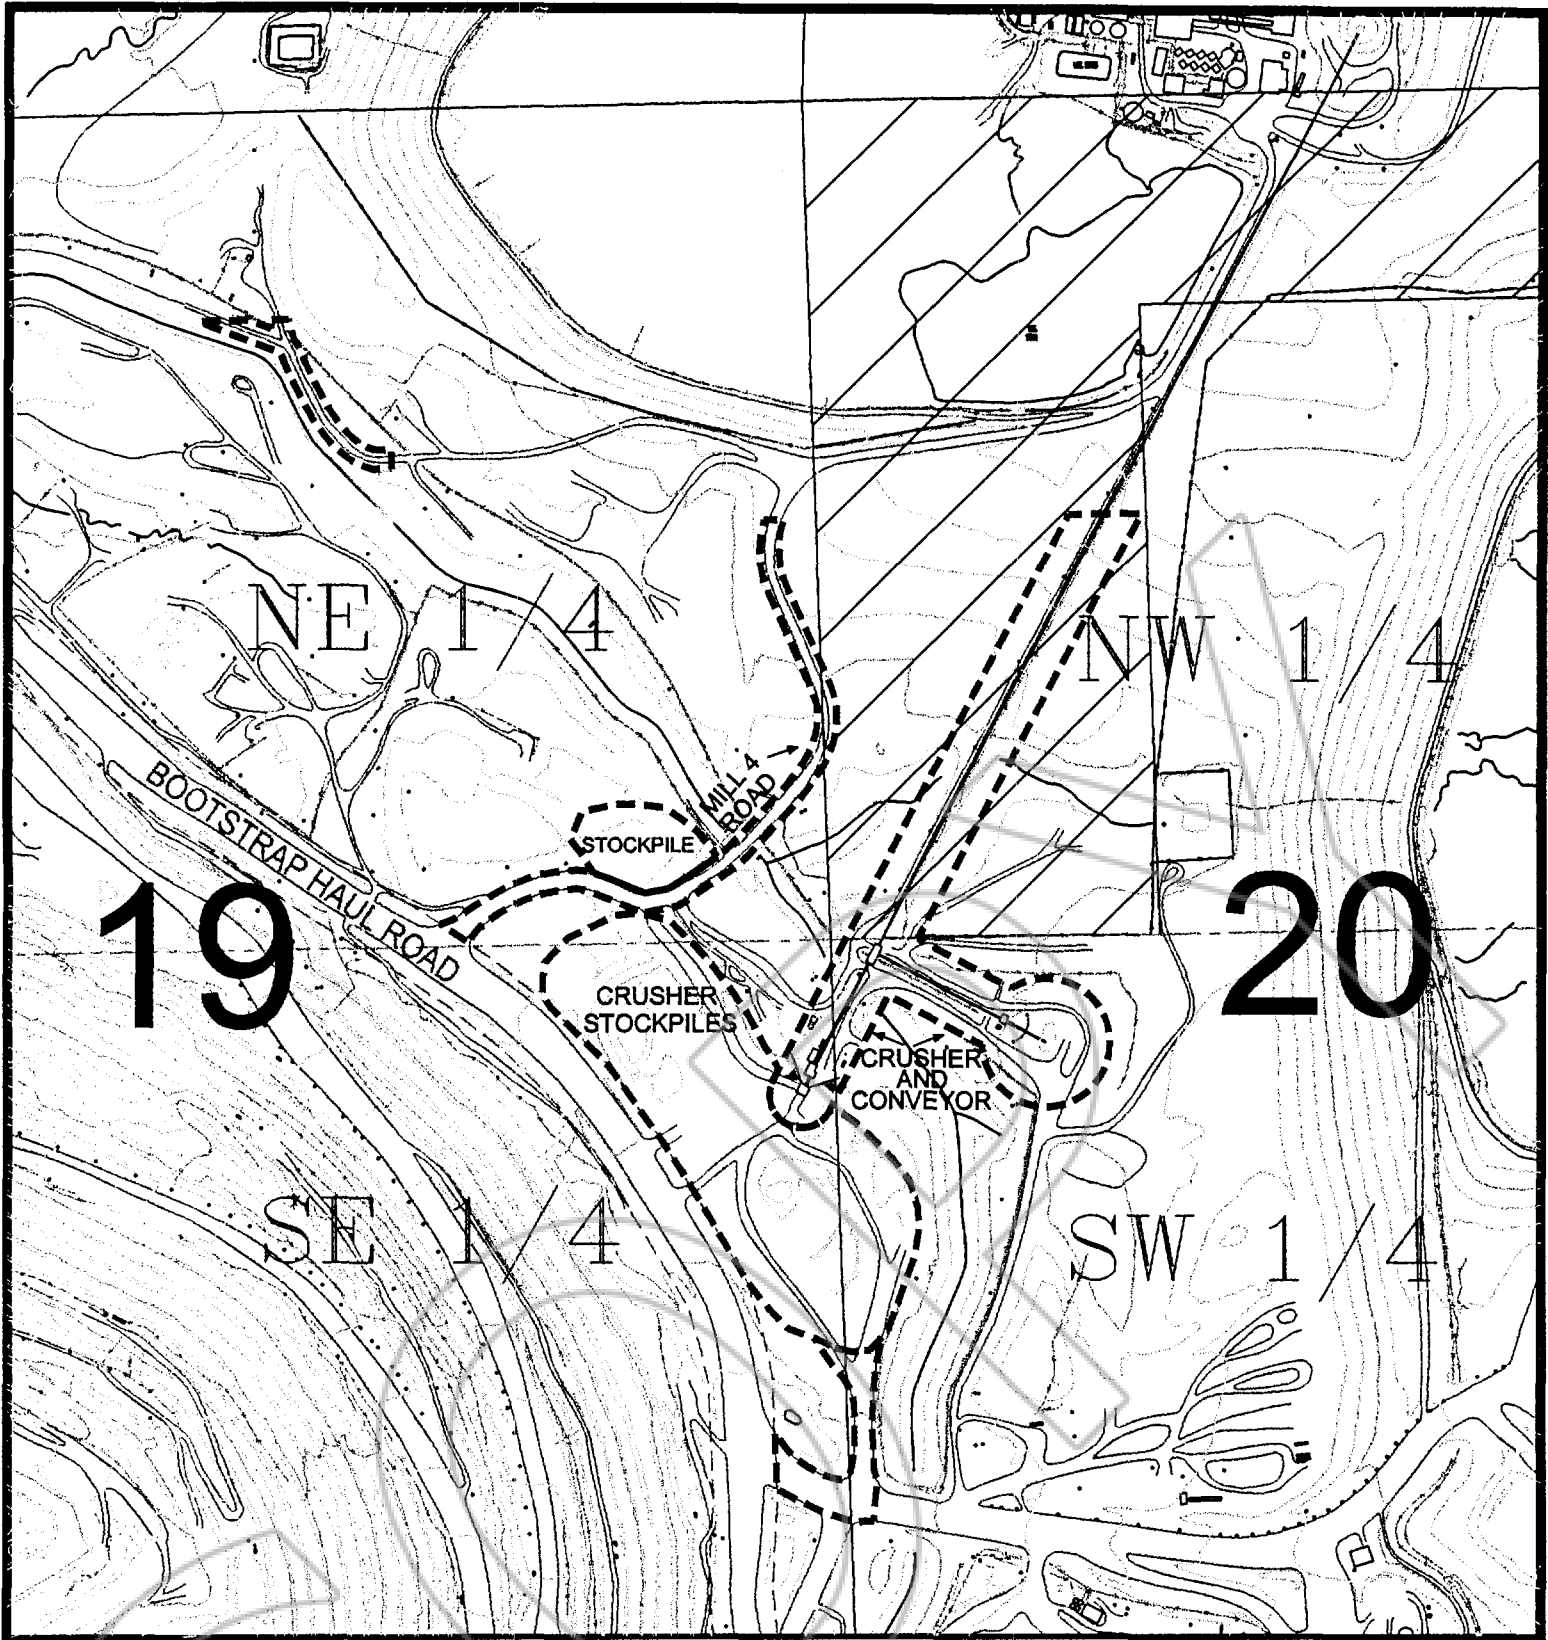 NE 1/4
NW 1/4
MILL 4
ROAD
BOOTSTRAP HAUL ROAD
STOCKPILE
19
20
CRUSHER
STOCKPILES
CRUSHER
AND
CONVEYOR
SE 1/4
SW 1/4